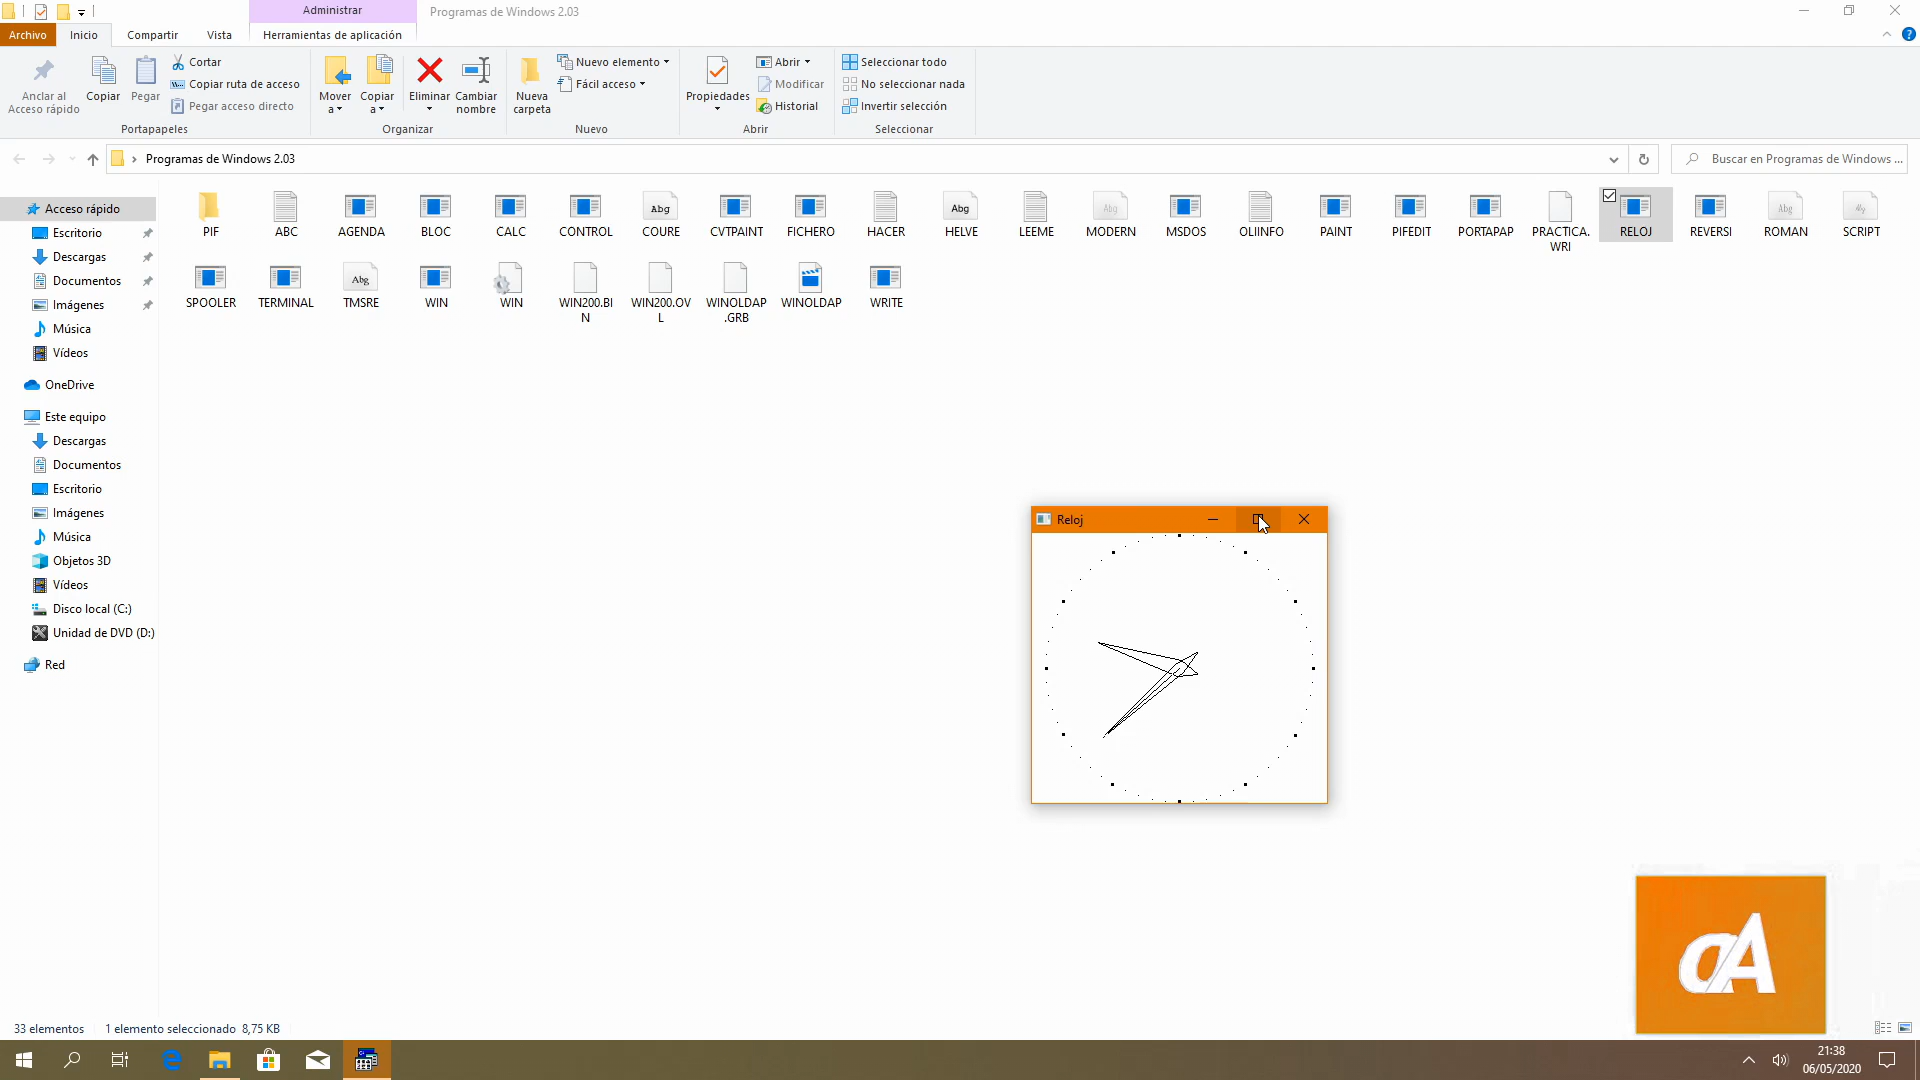 Administrar
Programas de Windows 2.03
Archivo
Inicio
Compartir
Vista
Herramientas de aplicación
Anclar al
Acceso rápido
Copiar
Pegar
Cortar
Copiar ruta de acceso
Pegar acceso directo
Portapapeles
Mover
a
Copiar
a
Eliminar
Cambiar
nombre
Organizar
Nueva
carpeta
Nuevo elemento
Fácil acceso
Nuevo
Propiedades
Abrir
Modificar
Historial
Abrir
Seleccionar todo
No seleccionar nada
Invertir selección
Seleccionar
Programas de Windows 2.03
Buscar en Programas de Windows ...
Acceso rápido
Escritorio
Descargas
Documentos
Imágenes
Música
Vídeos
OneDrive
Este equipo
Descargas
Documentos
Escritorio
Imágenes
Música
Objetos 3D
Vídeos
Disco local (C:)
Unidad de DVD (D:)
Red
PIF
ABC
AGENDA
BLOC
CALC
CONTROL
Abg
COURE
CVTPAINT
FICHERO
HACER
Abg
HELVE
LEEME
Abg
MODERN
MSDOS
OLIINFO
PAINT
PIFEDIT
PORTAPAP
PRACTICA.
WRI
RELOJ
REVERSI
Abg
ROMAN
SCRIPT
SPOOLER
TERMINAL
Abg
TMSRE
WIN
WIN
WIN200.BI
N
WIN200.OV
L
WINOLDAP
.GRB
WINOLDAP
WRITE
Reloj
33 elementos
1 elemento seleccionado 8,75 KB
21:38
06/05/2020